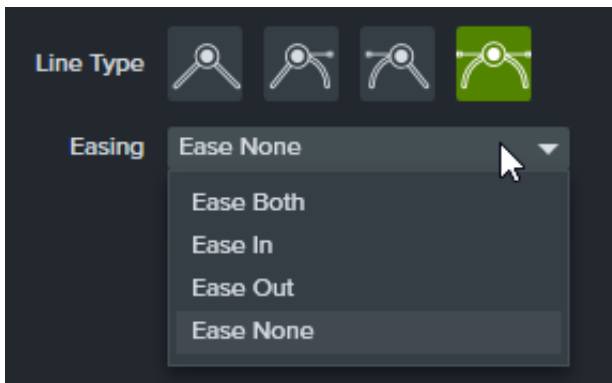 Line Type
Easing Ease None
Ease Both
Ease In
Ease Out
Ease None